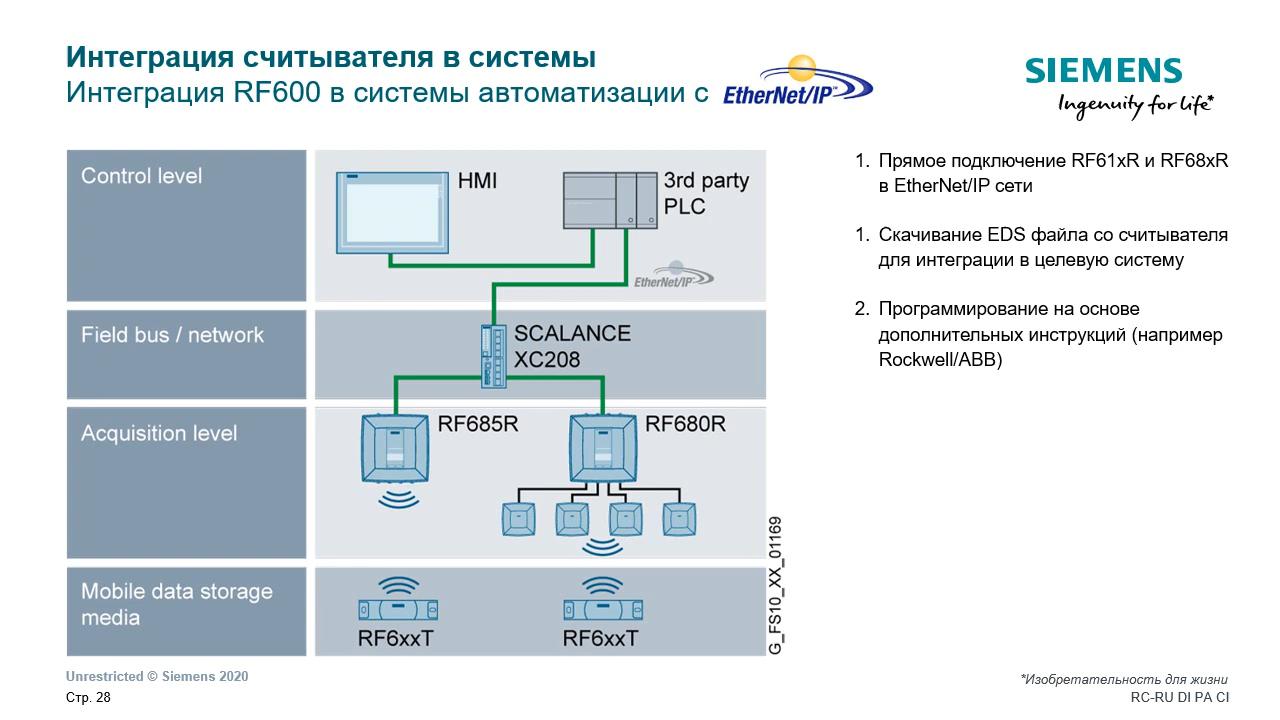 Интеграция считывателя в системы
Интеграция RF600 в системы автоматизации с
EtherNet/IP™
SIEMENS
Ingenuity for life*
Control level
HMI
3rd party
PLC
EtherNet/IP
Field bus / network
SCALANCE
XC208
Acquisition level
RF685R
RF680R
Mobile data storage
media
RF6xxT
RF6xxT
G_FS10_XX_01169
1. Прямое подключение RF61xR и RF68xR
в EtherNet/IP сети
1. Скачивание EDS файла со считывателя
для интеграции в целевую систему
2. Программирование на основе
дополнительных инструкций (например
Rockwell/ABB)
Unrestricted © Siemens 2020
Стр. 28
*Изобретательность для жизни
RC-RU DI PA CI